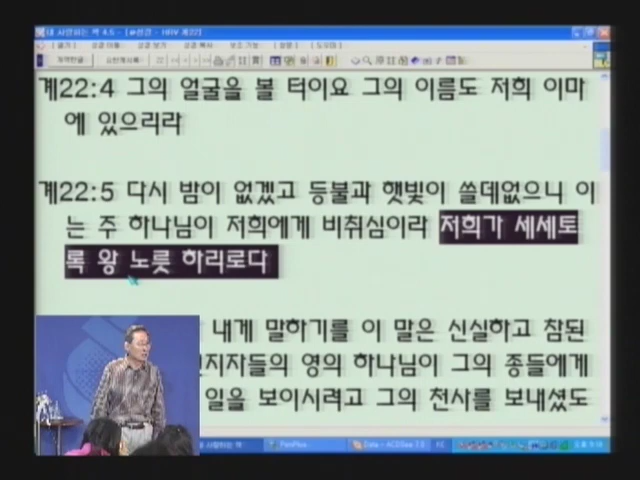 계22:4 그의 얼굴을 볼 터이요 그의 이름도 저희 이마
에 있으리라
계22:5 다시 밤이 없겠고 등불과 햇빛이 쓸데없으니 이
는 주 하나님이 저희에게 비취심이라 저희가 세세토
록 왕 노릇 하리로다
내게 말하기를 이 말은 신실하고 참된
선지자들의 영의 하나님이 그의 종들에게
일을 보이시려고 그의 천사를 보내셨도